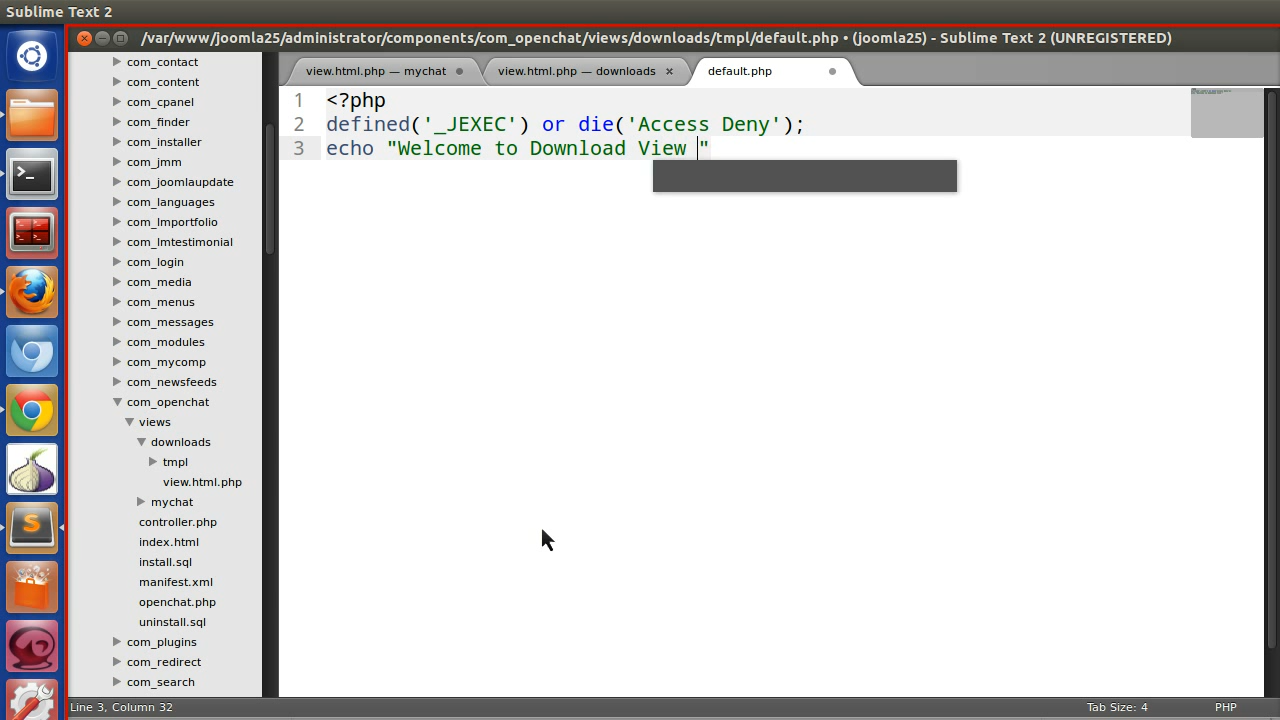 Sublime Text 2
/var/www/joomla25/administrator/components/com_openchat/views/downloads/tmpl/default.php • (joomla25) - Sublime Text 2 (UNREGISTERED)
view.html.php — mychat
view.html.php — downloads
default.php
com_contact
com_content
com_cpanel
com_finder
com_installer
com_jmm
com_joomlaupdate
com_languages
com_lmportfolio
com_lmtestimonial
com_login
com_media
com_menus
com_messages
com_modules
com_mycomp
com_newsfeeds
com_openchat
views
downloads
tmpl
view.html.php
mychat
controller.php
index.html
install.sql
manifest.xml
openchat.php
uninstall.sql
com_plugins
com_redirect
com_search
1 <?php
2 defined('_JEXEC') or die('Access Deny');
3 echo "Welcome to Download View "
Line 3, Column 32
Tab Size: 4
PHP